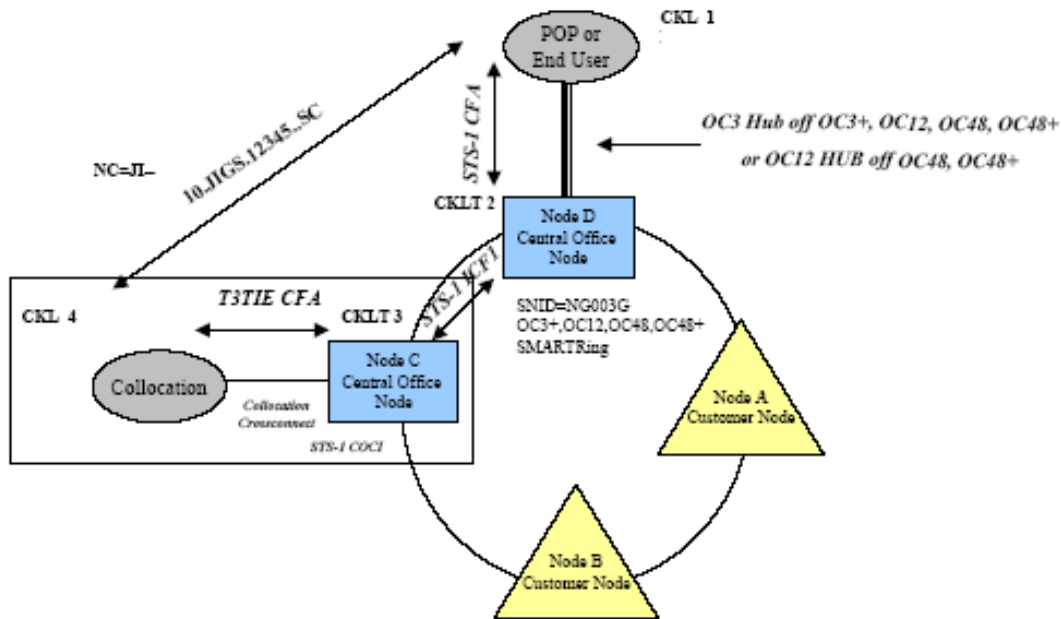 CKL 1
POP or
End User
STS-1 CFA
OC3 Hub off OC3+, OC12, OC48, OC48+
or OC12 HUB off OC48, OC48+
10.JIGS.12345..SC
NC=JI–
CKLT 2
Node D
Central Office
Node
STS-1 ICF1
SNID=NG003G
OC3+,OC12,OC48,OC48+
SMARTRing
CKL 4
T3TIE CFA
CKLT 3
Node C
Central Office
Node
Collocation
Collocation
Crossconnect
STS-1 COCI
Node A
Customer Node
Node B
Customer Node